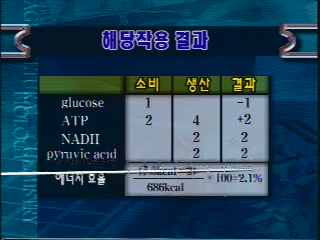 해당작용 결과
소비 생산 결과
glucose 1 -1
ATP 2 4 +2
NADH 2 2
pyruvic acid 2 2
에너지 효율
686kcal × 100=2.1%